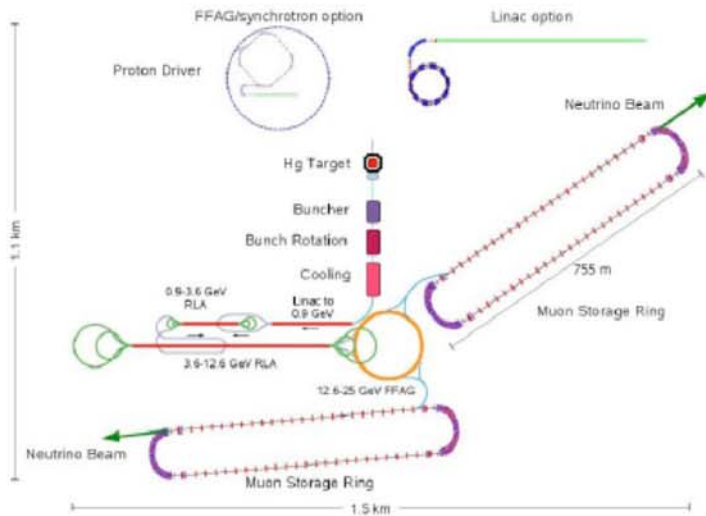 FFAG/synchrotron option
Linac option
Proton Driver
Neutrino Beam
Hg Target
Buncher
Bunch Rotation
Cooling
755 m
Muon Storage Ring
0.9-3.6 GeV
RLA
Linac to
0.9 GeV
3.6-12.6 GeV RLA
12.6-25 GeV FFAG
Neutrino Beam
Muon Storage Ring
1.1 km
1.5 km